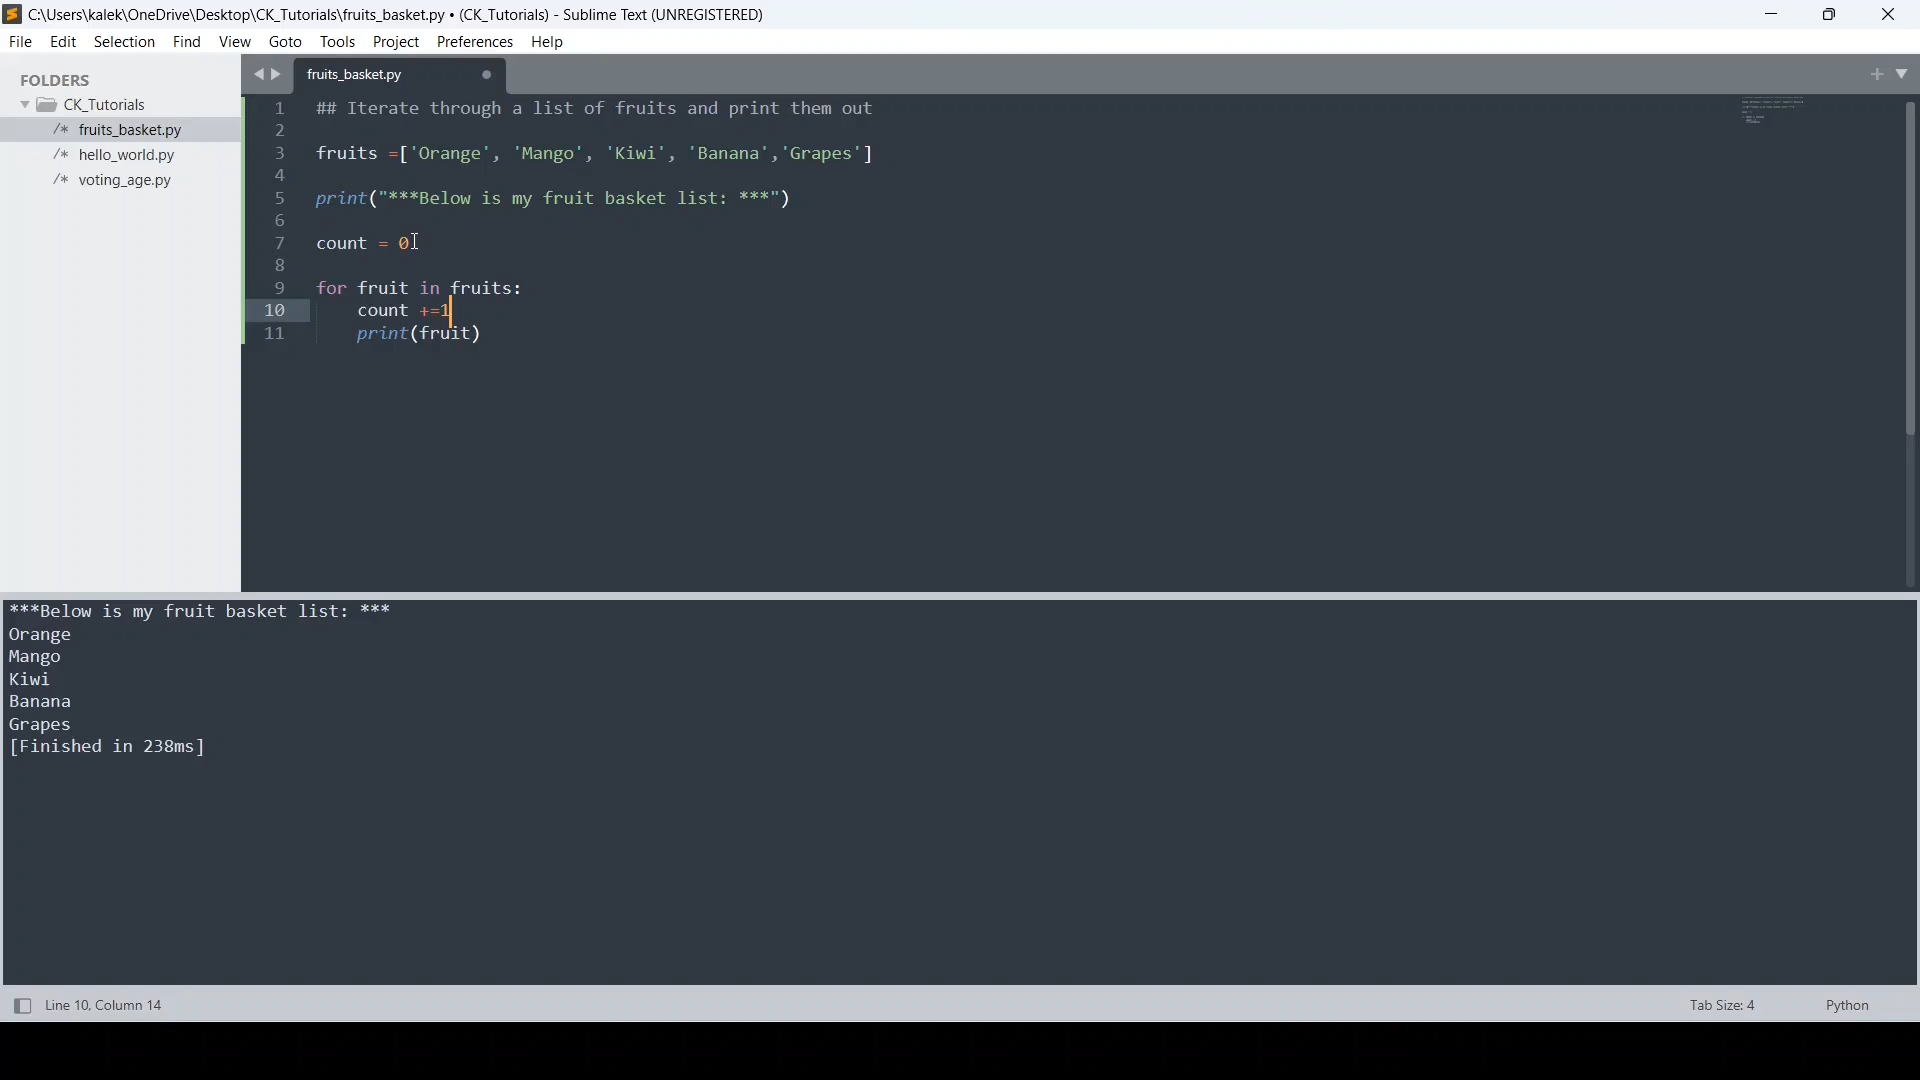 C:\Users\kalek\OneDrive\Desktop\CK_Tutorials\fruits_basket.py • (CK_Tutorials) - Sublime Text (UNREGISTERED)
File Edit Selection Find View Goto Tools Project Preferences Help
FOLDERS
CK_Tutorials
/* fruits_basket.py
/* hello_world.py
/* voting_age.py
fruits_basket.py
1 ## Iterate through a list of fruits and print them out
2
3 fruits =['Orange', 'Mango', 'Kiwi', 'Banana','Grapes']
4
5 print("***Below is my fruit basket list: ***")
6
7 count = 0
8
9 for fruit in fruits:
10     count +=1
11     print(fruit)
***Below is my fruit basket list: ***
Orange
Mango
Kiwi
Banana
Grapes
[Finished in 238ms]
Line 10, Column 14 Tab Size: 4 Python